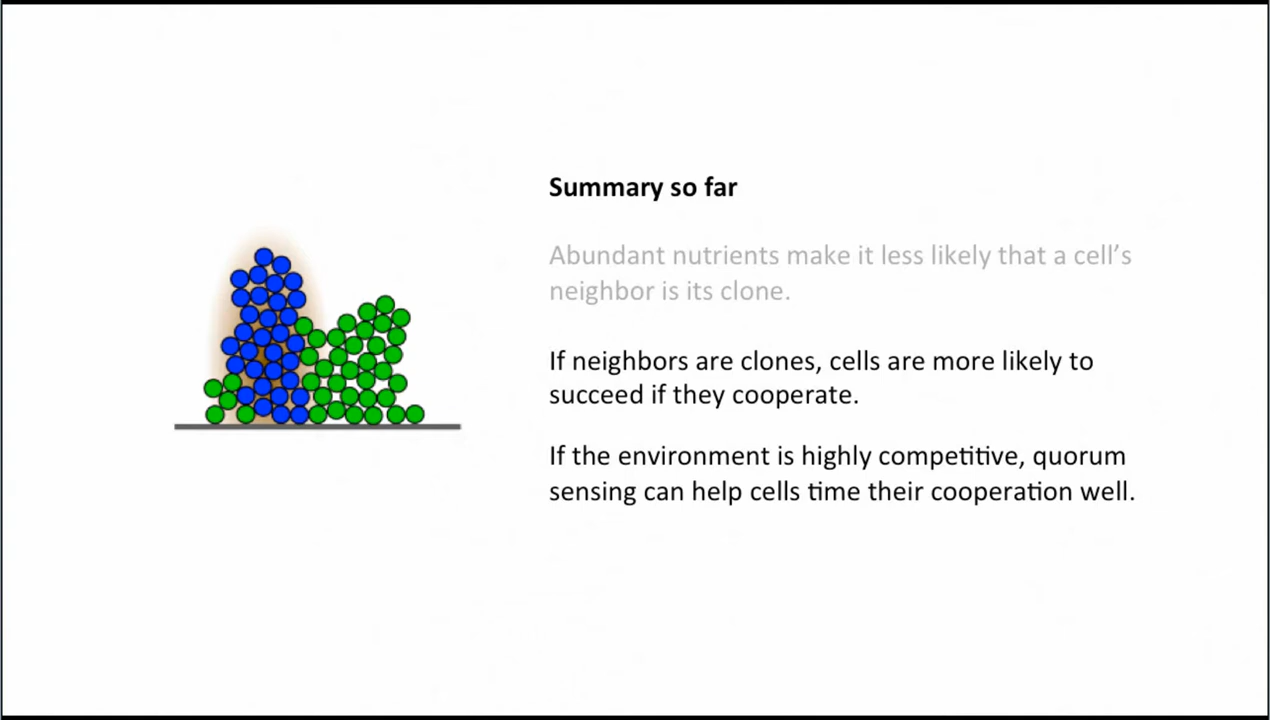 Summary so far
Abundant nutrients make it less likely that a cell’s
neighbor is its clone.
If neighbors are clones, cells are more likely to
succeed if they cooperate.
If the environment is highly competitive, quorum
sensing can help cells time their cooperation well.